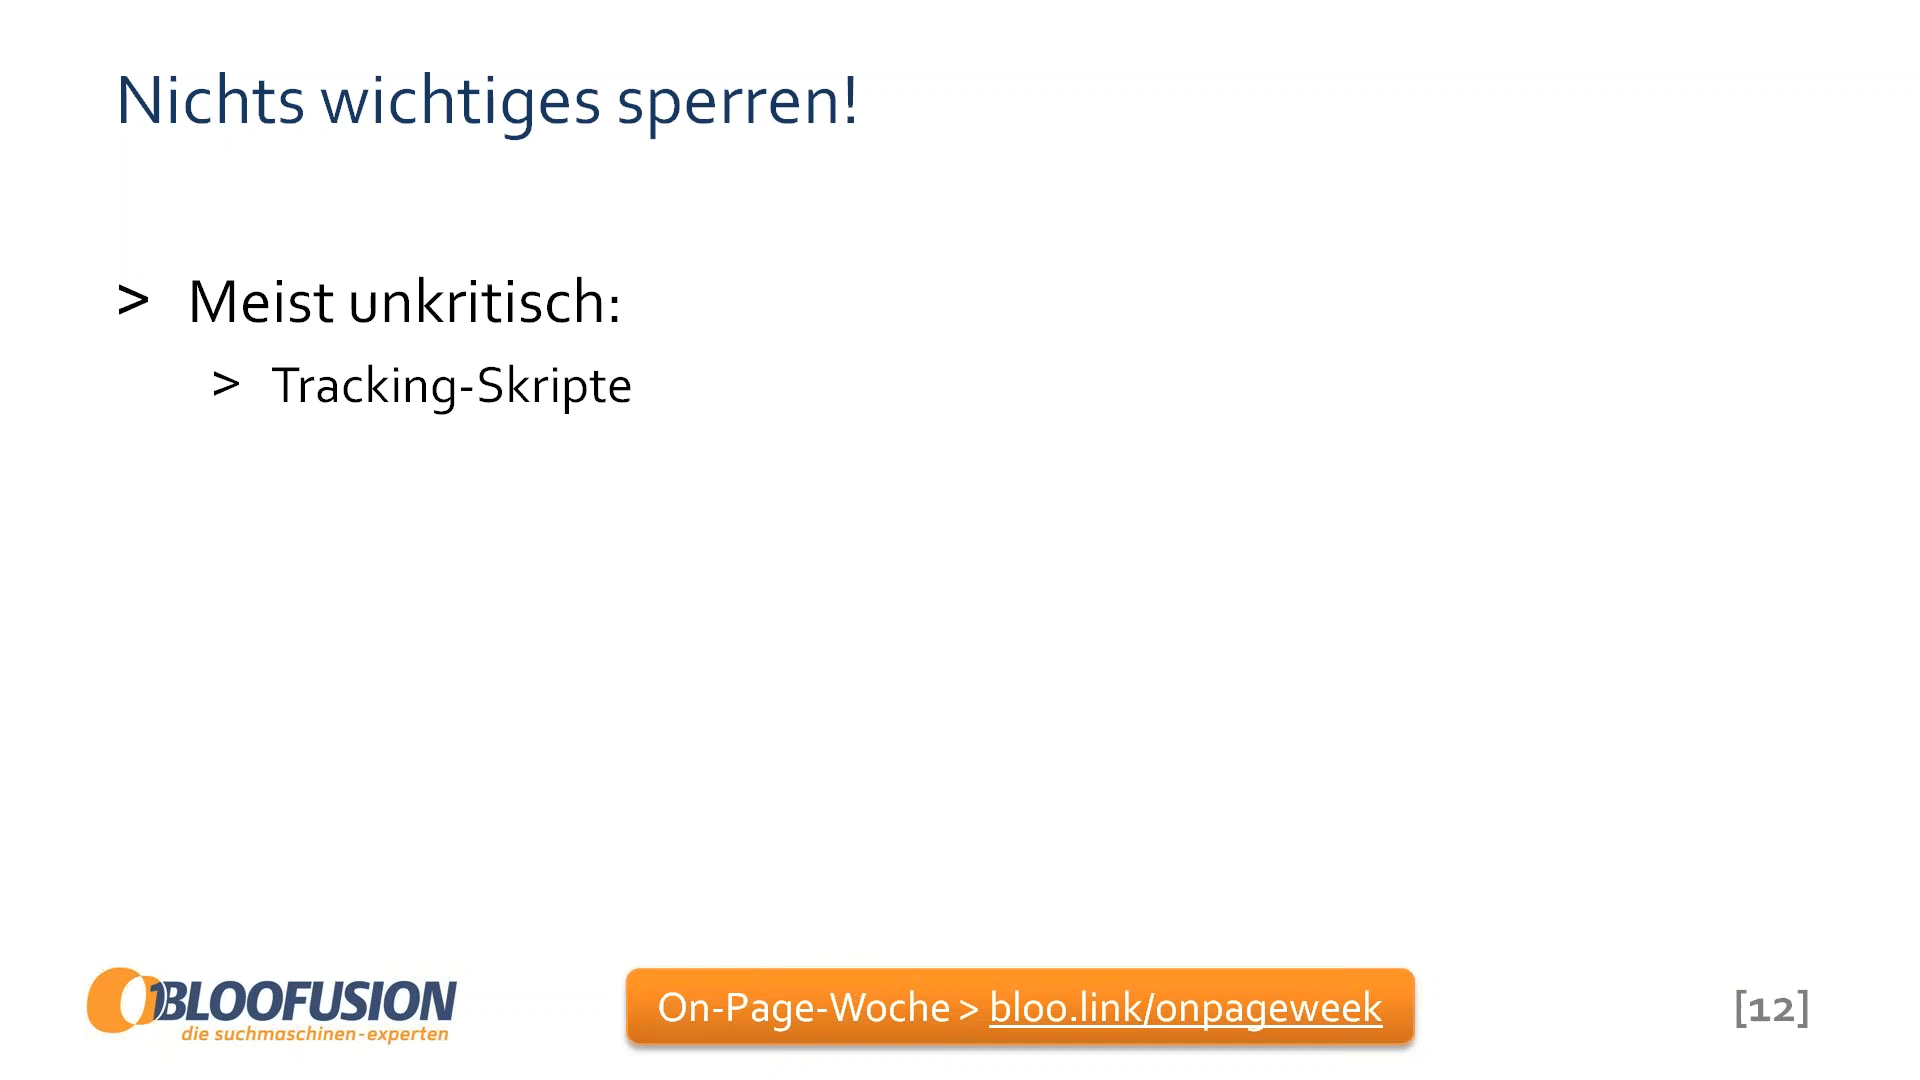 Nichts wichtiges sperren!
> Meist unkritisch:
> Tracking-Skripte
BLOOFUSION
die suchmaschinen-experten
On-Page-Woche > bloo.link/onpageweek
[12]